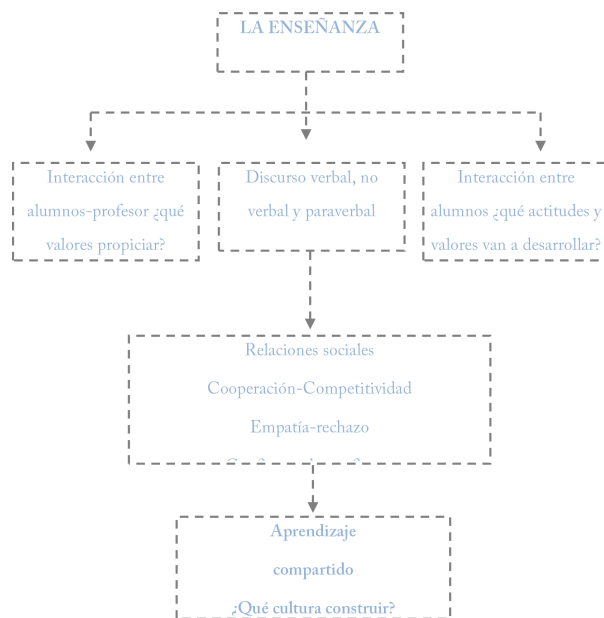 LA ENSEÑANZA
Interacción entre
alumnos-profesor ¿qué
valores propiciar?
Discurso verbal, no
verbal y paraverbal
Interacción entre
alumnos ¿qué actitudes y
valores van a desarrollar?
Relaciones sociales
Cooperación-Competitividad
Empatía-rechazo
Aprendizaje
compartido
¿Qué cultura construir?